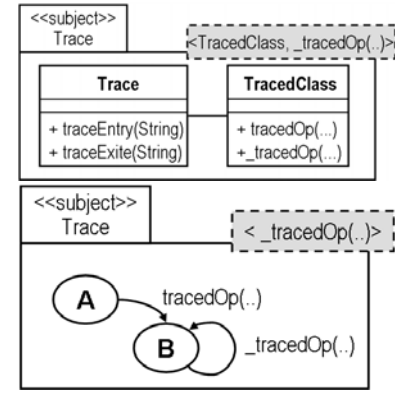 <<subject>>
Trace
<TracedClass, _tracedOp(..)>
Trace
TracedClass
+ traceEntry(String)
+ traceExite(String)
+ tracedOp(...)
+_tracedOp(..)
<<subject>>
Trace
< _tracedOp(..)>
A
tracedOp(..)
B
_tracedOp(..)